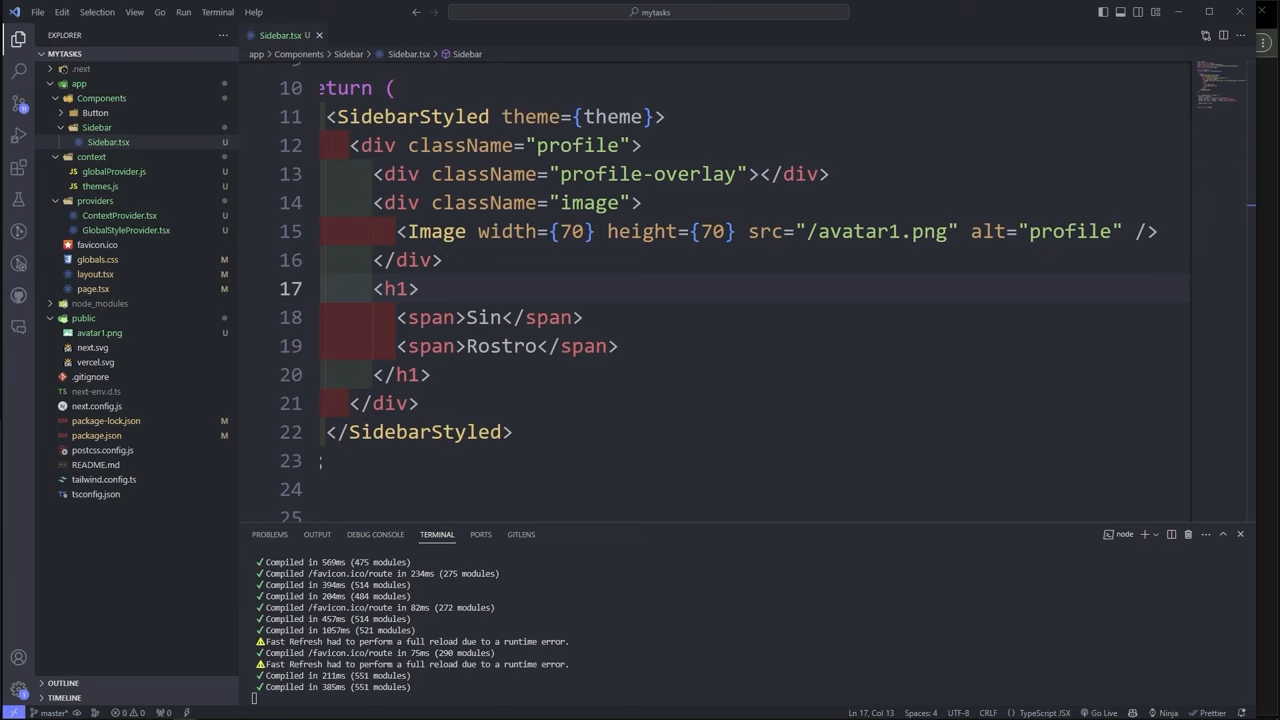 File Edit Selection View Go Run Terminal Help
mytasks
EXPLORER
MYTASKS
.next
app
Components
Button
Sidebar
Sidebar.tsx U
context
globalProvider.js U
themes.js U
providers
ContextProvider.tsx U
GlobalStyleProvider.tsx U
favicon.ico
globals.css
layout.tsx M
page.tsx M
node_modules
public
avatar1.png U
next.svg
vercel.svg
.gitignore
next-env.d.ts
next.config.js
package-lock.json M
package.json M
postcss.config.js
README.md
tailwind.config.ts
tsconfig.json
OUTLINE
TIMELINE
Sidebar.tsx U
app > Components > Sidebar > Sidebar.tsx > Sidebar
10 eturn (
11 <SidebarStyled theme={theme}>
12 <div className="profile">
13 <div className="profile-overlay"></div>
14 <div className="image">
15 <Image width={70} height={70} src="/avatar1.png" alt="profile" />
16 </div>
17 <h1>
18 <span>Sin</span>
19 <span>Rostro</span>
20 </h1>
21 </div>
22 </SidebarStyled>
23 ;
24
25
PROBLEMS OUTPUT DEBUG CONSOLE TERMINAL PORTS GITLENS
node
✓ Compiled in 569ms (475 modules)
✓ Compiled /favicon.ico/route in 234ms (275 modules)
✓ Compiled in 394ms (514 modules)
✓ Compiled in 204ms (484 modules)
✓ Compiled /favicon.ico/route in 82ms (272 modules)
✓ Compiled in 457ms (514 modules)
✓ Compiled in 1057ms (521 modules)
⚠ Fast Refresh had to perform a full reload due to a runtime error.
✓ Compiled /favicon.ico/route in 75ms (290 modules)
⚠ Fast Refresh had to perform a full reload due to a runtime error.
✓ Compiled in 211ms (551 modules)
✓ Compiled in 385ms (551 modules)
master* 0 0 0 Ln 17, Col 13 Spaces: 4 UTF-8 CRLF TypeScript JSX Go Live Ninja Prettier